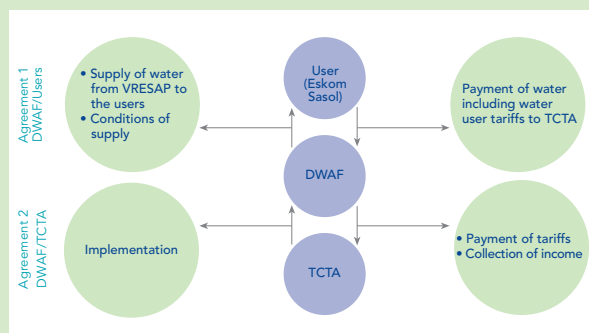 Agreement 1
DWAF/Users
• Supply of water
from VRESAP to
the users
• Conditions of
supply
User
(Eskom
Sasol)
Payment of water
including water
user tariffs to TCTA
DWAF
Agreement 2
DWAF/TCTA
Implementation
TCTA
• Payment of tariffs
• Collection of income